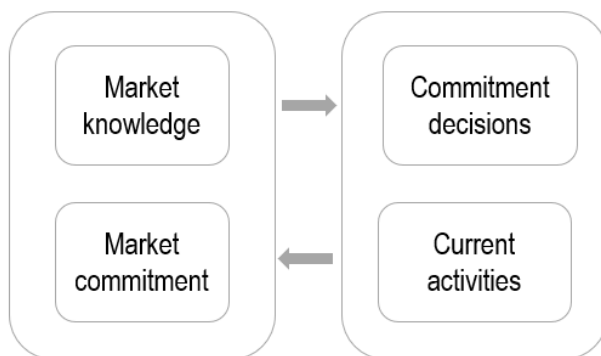 Market
knowledge
Commitment
decisions
Market
commitment
Current
activities